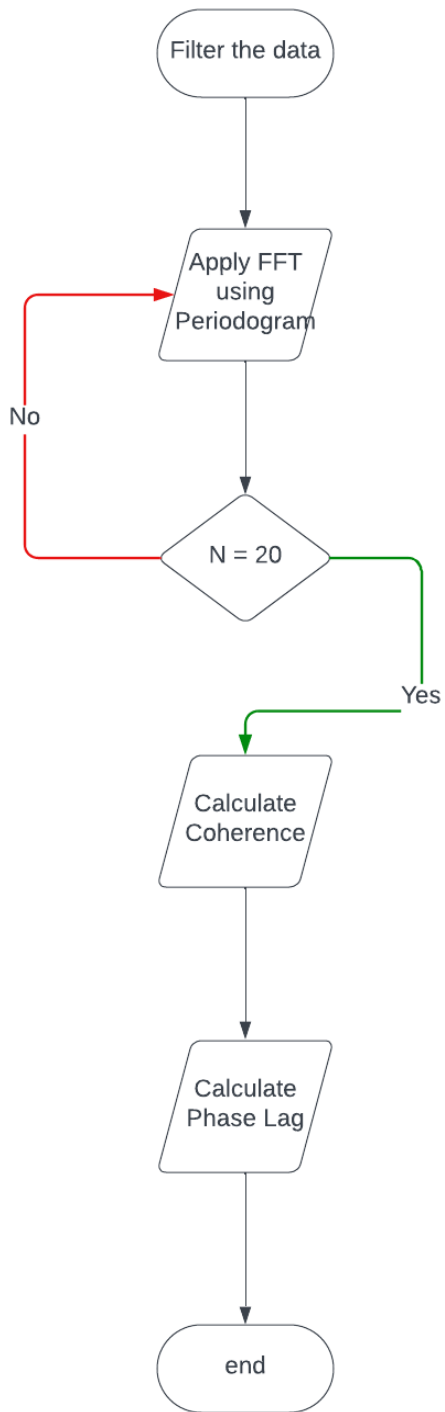 Filter the data
Apply FFT
using
Periodogram
No
N = 20
Yes
Calculate
Coherence
Calculate
Phase Lag
end